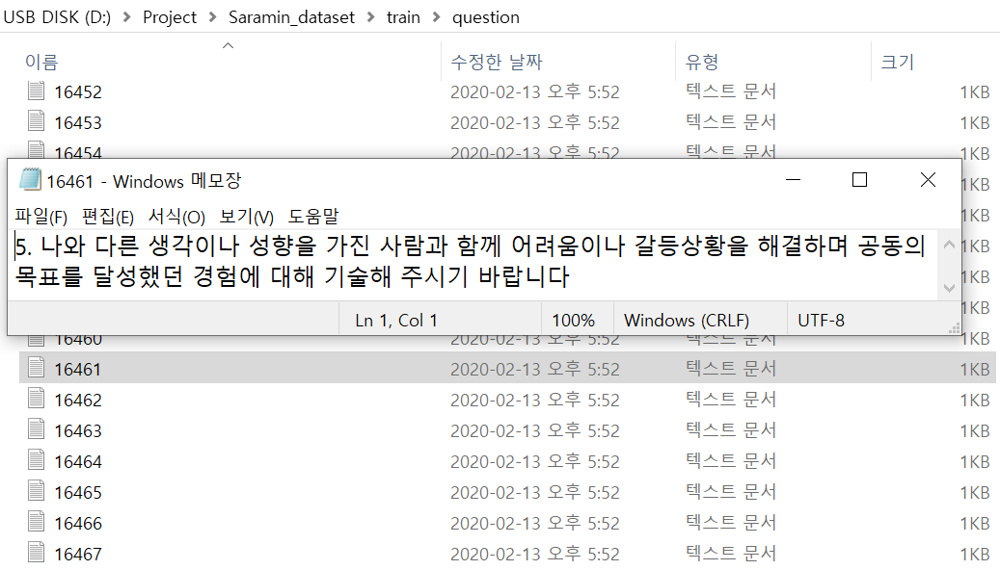 USB DISK (D:) > Project > Saramin_dataset > train > question
이름 수정한 날짜 유형 크기
16452 2020-02-13 오후 5:52 텍스트 문서 1KB
16453 2020-02-13 오후 5:52 텍스트 문서 1KB
16454 2020-02-13 오후 5:52 텍스트 문서 1KB
16461 - Windows 메모장
1KB
파일(F) 편집(E) 서식(O) 보기(V) 도움말
1KB
5. 나와 다른 생각이나 성향을 가진 사람과 함께 어려움이나 갈등상황을 해결하며 공동의
1KB
목표를 달성했던 경험에 대해 기술해 주시기 바랍니다
1KB
1KB
Ln 1, Col 1 100% Windows (CRLF) UTF-8
16460 2020-02-13 오후 5:52 텍스트 문서 1KB
16461 2020-02-13 오후 5:52 텍스트 문서 1KB
16462 2020-02-13 오후 5:52 텍스트 문서 1KB
16463 2020-02-13 오후 5:52 텍스트 문서 1KB
16464 2020-02-13 오후 5:52 텍스트 문서 1KB
16465 2020-02-13 오후 5:52 텍스트 문서 1KB
16466 2020-02-13 오후 5:52 텍스트 문서 1KB
16467 2020-02-13 오후 5:52 텍스트 문서 1KB